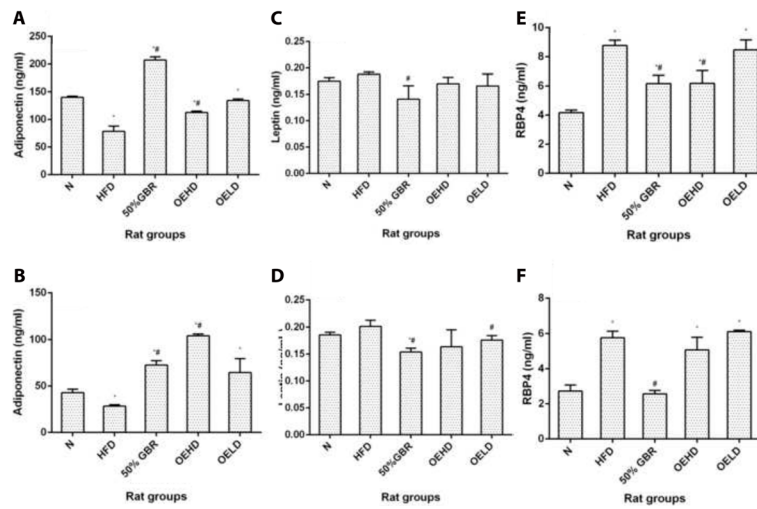 A
Adiponectin (ng/ml)
250
200
150
100
50
0
*
*#
*#
*
N
HFD
50%GBR
OEHD
OELD
Rat groups
C
Leptin (ng/ml)
0.25
0.20
0.15
0.10
0.05
0.00
#
N
HFD
50% GBR
OEHD
OELD
Rat groups
E
RBP4 (ng/ml)
10
8
6
4
2
0
*
*#
*#
*
N
HFD
50% GBR
OEHD
OELD
Rat groups
B
Adiponectin (ng/ml)
150
100
50
0
*
*#
*#
*
N
HFD
50% GBR
OEHD
OELD
Rat groups
D
0.25
0.20
0.15
0.10
0.05
0.00
*#
#
N
HFD
50%GBR
OEHD
OELD
Rat groups
F
RBP4 (ng/ml)
6
4
2
0
*
#
*
*
N
HFD
50% GBR
OEHD
OELD
Rat groups